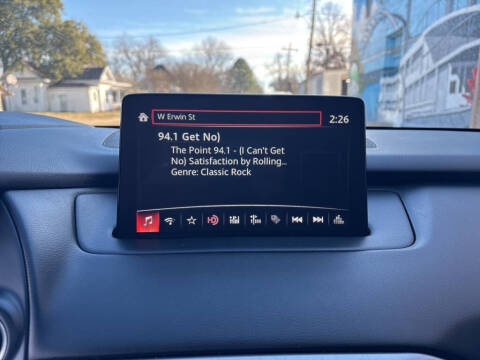 W Erwin St
2:26
94.1 Get No)
The Point 94.1 - (I Can't Get
No) Satisfaction by Rolling...
Genre: Classic Rock